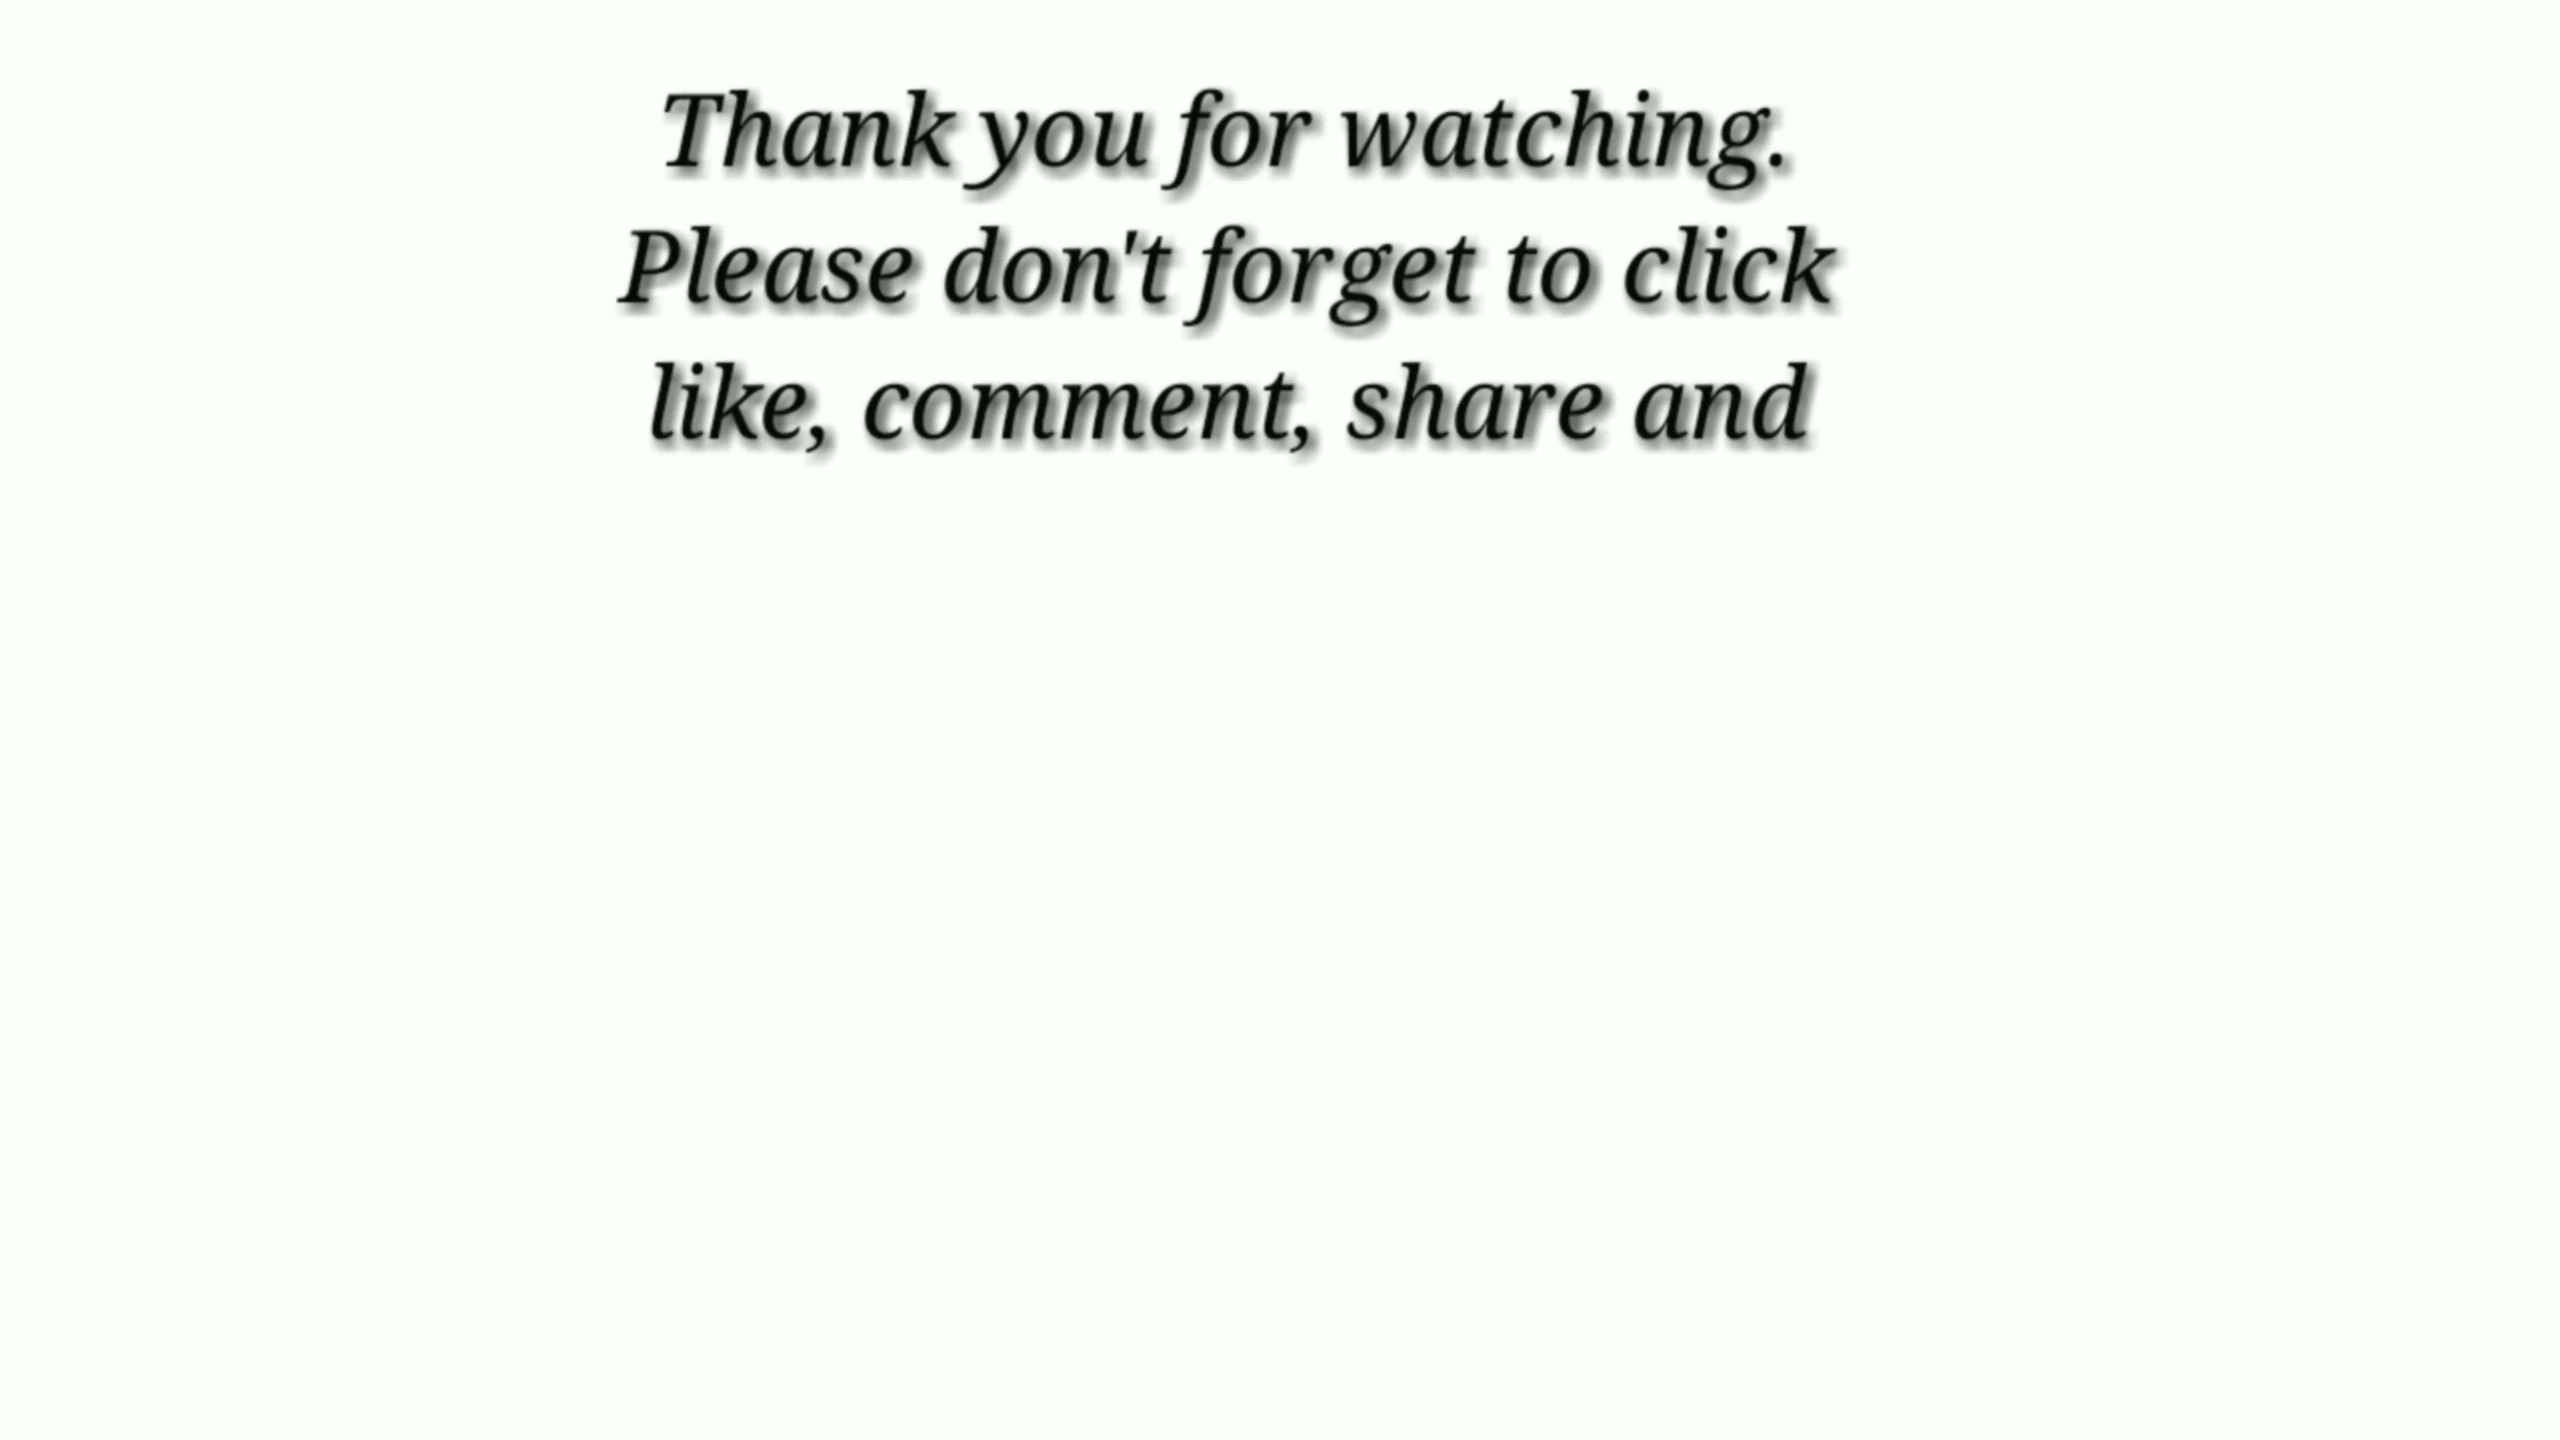 Thank you for watching.
Please don't forget to click
like, comment, share and